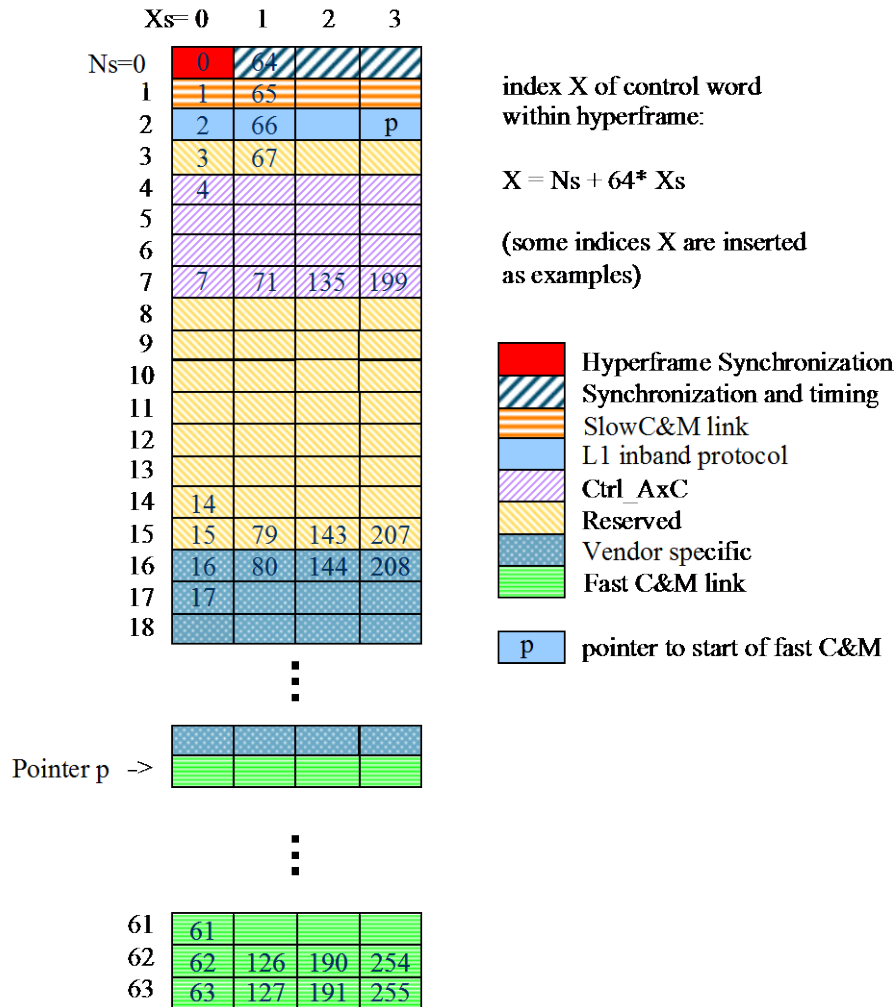 Xs= 0 1 2 3
Ns=0 0 64
1 1 65
2 2 66 p
3 3 67
4 4
5
6
7 7 71 135 199
8
9
10
11
12
13
14 14
15 15 79 143 207
16 16 80 144 208
17 17
18
Pointer p ->
61 61
62 62 126 190 254
63 63 127 191 255
index X of control word
within hyperframe:
X = Ns + 64* Xs
(some indices X are inserted
as examples)
Hyperframe Synchronization
Synchronization and timing
SlowC&M link
L1 inband protocol
Ctrl_AxC
Reserved
Vendor specific
Fast C&M link
p pointer to start of fast C&M